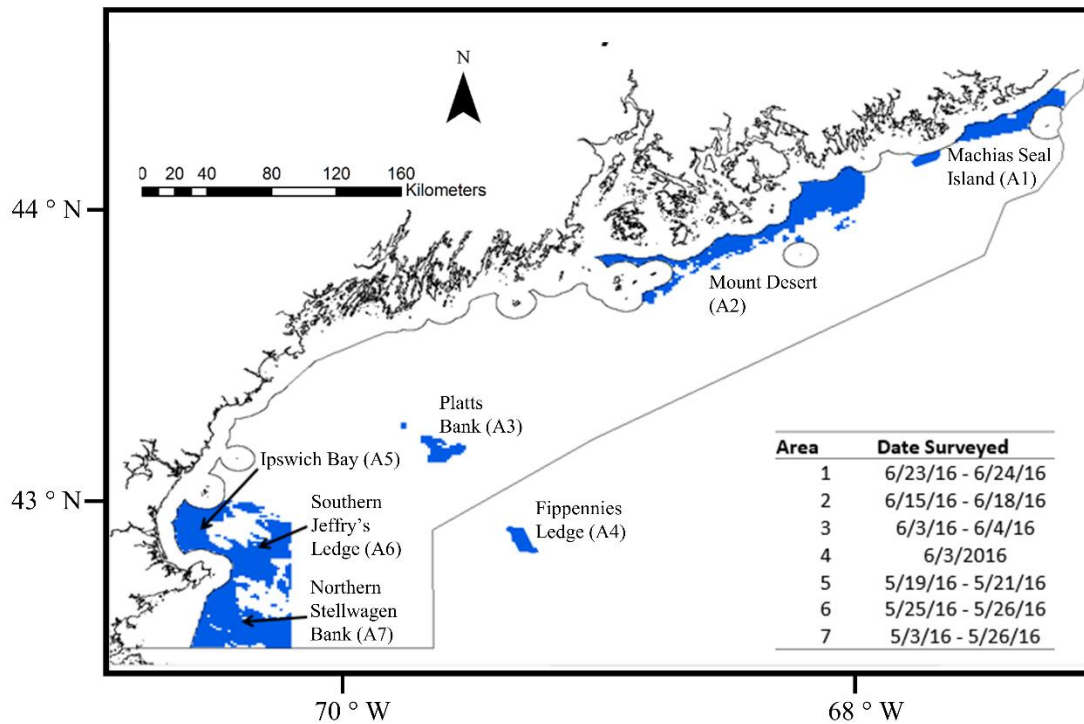 N
0 20 40 80 120 160
Kilometers
44 ° N
Machias Seal
Island (A1)
Mount Desert
(A2)
Platts
Bank (A3)
Ipswich Bay (A5)
43 ° N
Southern
Jeffry's
Ledge (A6)
Fippennies
Ledge (A4)
Northern
Stellwagen
Bank (A7)
Area Date Surveyed
1 6/23/16 - 6/24/16
2 6/15/16 - 6/18/16
3 6/3/16 - 6/4/16
4 6/3/2016
5 5/19/16 - 5/21/16
6 5/25/16 - 5/26/16
7 5/3/16 - 5/26/16
70 ° W
68 ° W